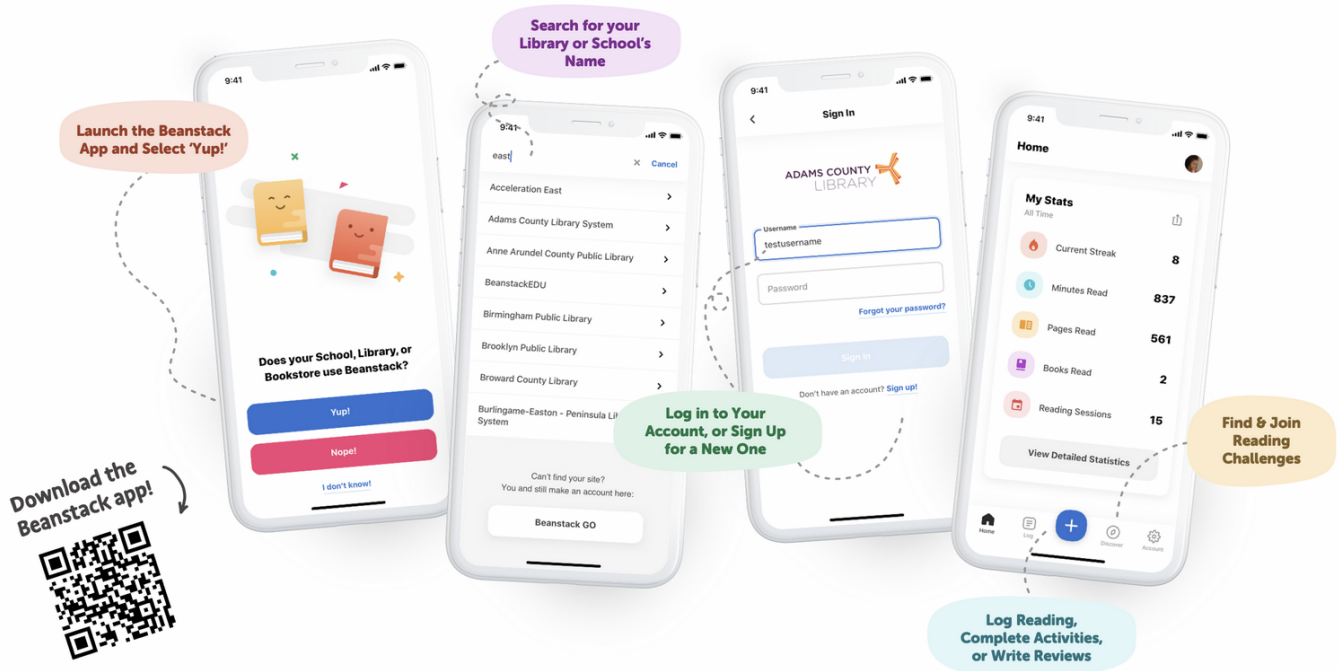 Search for your
Library or School's
Name
Launch the Beanstack
App and Select 'Yup!'
9:41
Does your School, Library, or
Bookstore use Beanstack?
Yup!
Nope!
I don't know!
Download the
Beanstack app!
9:41
east
Cancel
Acceleration East
Adams County Library System
Anne Arundel County Public Library
BeanstackEDU
Birmingham Public Library
Brooklyn Public Library
Broward County Library
Burlingame-Easton - Peninsula
System
Can't find your site?
You and still make an account here:
Beanstack GO
9:41
Sign In
ADAMS COUNTY
LIBRARY
Username
testusername
Password
Forgot your password?
Sign in
Don't have an account? Sign up!
Log in to Your
Account, or Sign Up
for a New One
9:41
Home
My Stats
All Time
Current Streak 8
Minutes Read 837
Pages Read 561
Books Read 2
Reading Sessions 15
View Detailed Statistics
Home
Log
Discover
Account
Find & Join
Reading
Challenges
Log Reading,
Complete Activities,
or Write Reviews